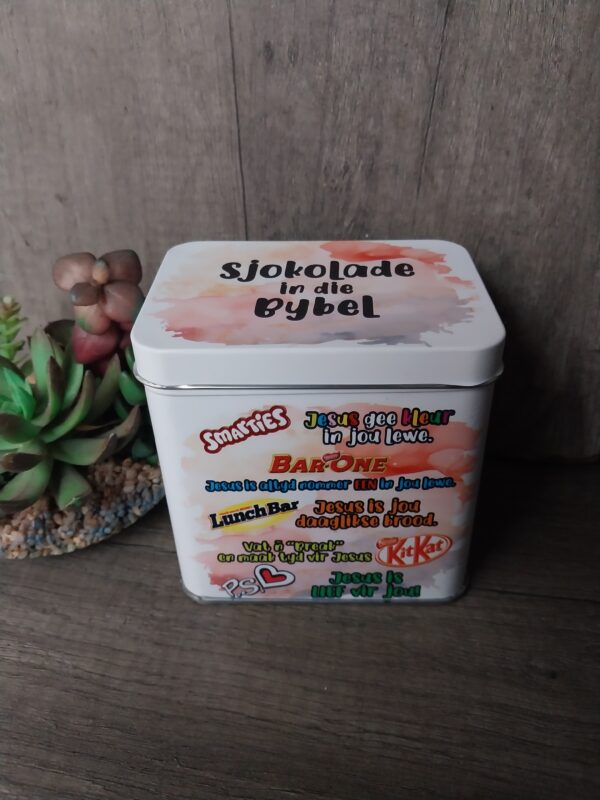 Sjokolade
in die
Bybel
SMARTIES
Jesus gee kleur
in jou lewe.
BAR·ONE
Jesus is altyd nommer EEN in jou lewe.
LUNCH BAR
Jesus is jou
daaglikse brood.
Vat ñ "Break"
en maak tyd vir Jesus
KitKat
P.S.
Jesus is
LIEF vir jou!